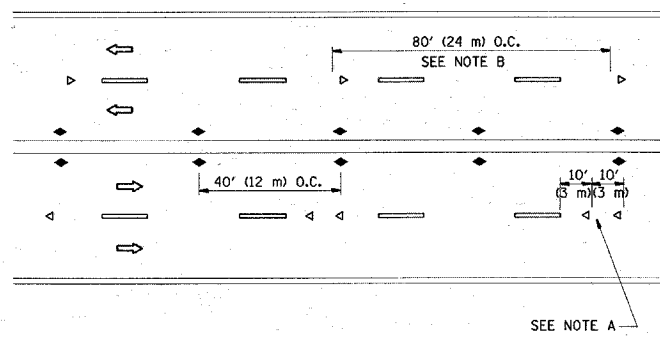 80' (24 m) O.C.
SEE NOTE B
40' (12 m) O.C.
10' 10'
(3 m) (3 m)
SEE NOTE A